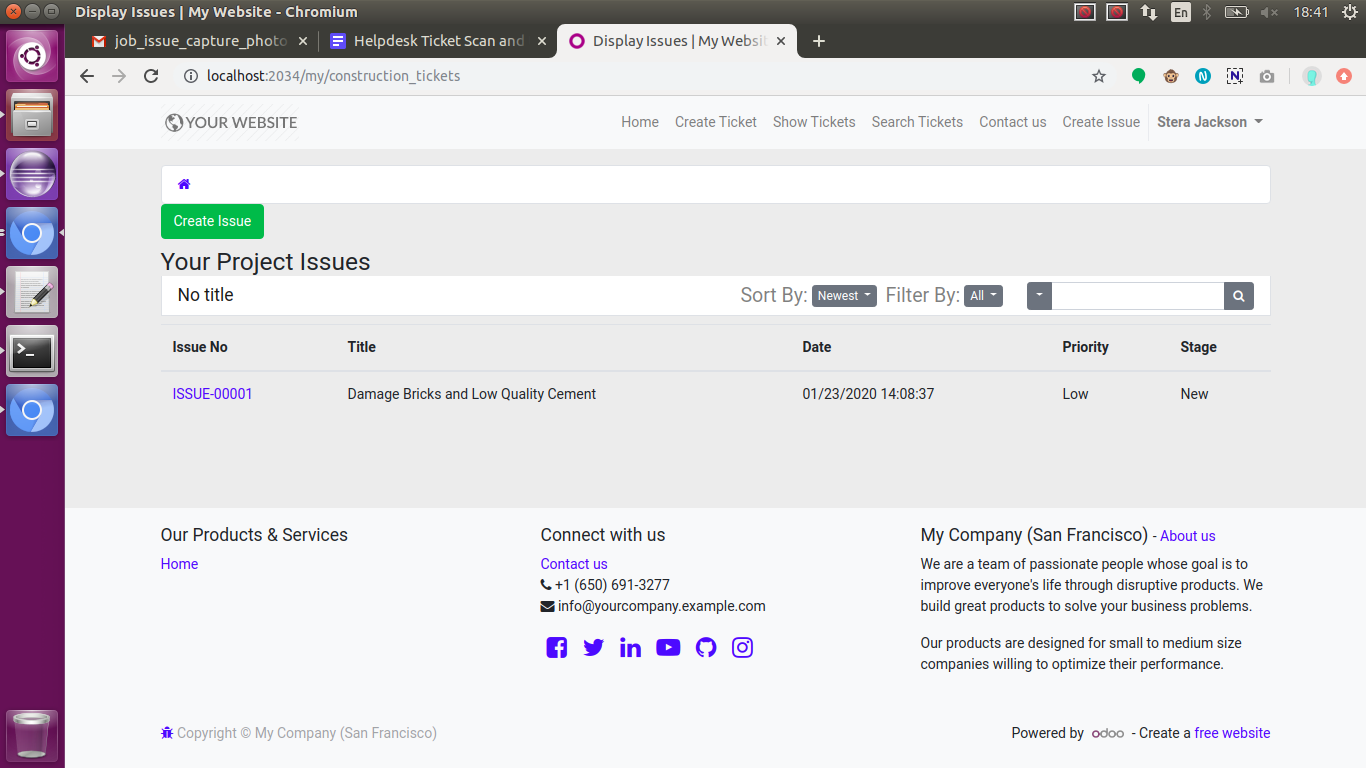 Display Issues | My Website - Chromium
En
18:41
job_issue_capture_photo
Helpdesk Ticket Scan and
Display Issues | My Websit
localhost:2034/my/construction_tickets
YOUR WEBSITE
Home Create Ticket Show Tickets Search Tickets Contact us Create Issue Stera Jackson
Create Issue
Your Project Issues
No title Sort By: Newest Filter By: All
Issue No Title Date Priority Stage
ISSUE-00001 Damage Bricks and Low Quality Cement 01/23/2020 14:08:37 Low New
Our Products & Services
Home
Connect with us
Contact us
+1 (650) 691-3277
info@yourcompany.example.com
My Company (San Francisco) - About us
We are a team of passionate people whose goal is to
improve everyone's life through disruptive products. We
build great products to solve your business problems.
Our products are designed for small to medium size
companies willing to optimize their performance.
Copyright © My Company (San Francisco)
Powered by odoo - Create a free website